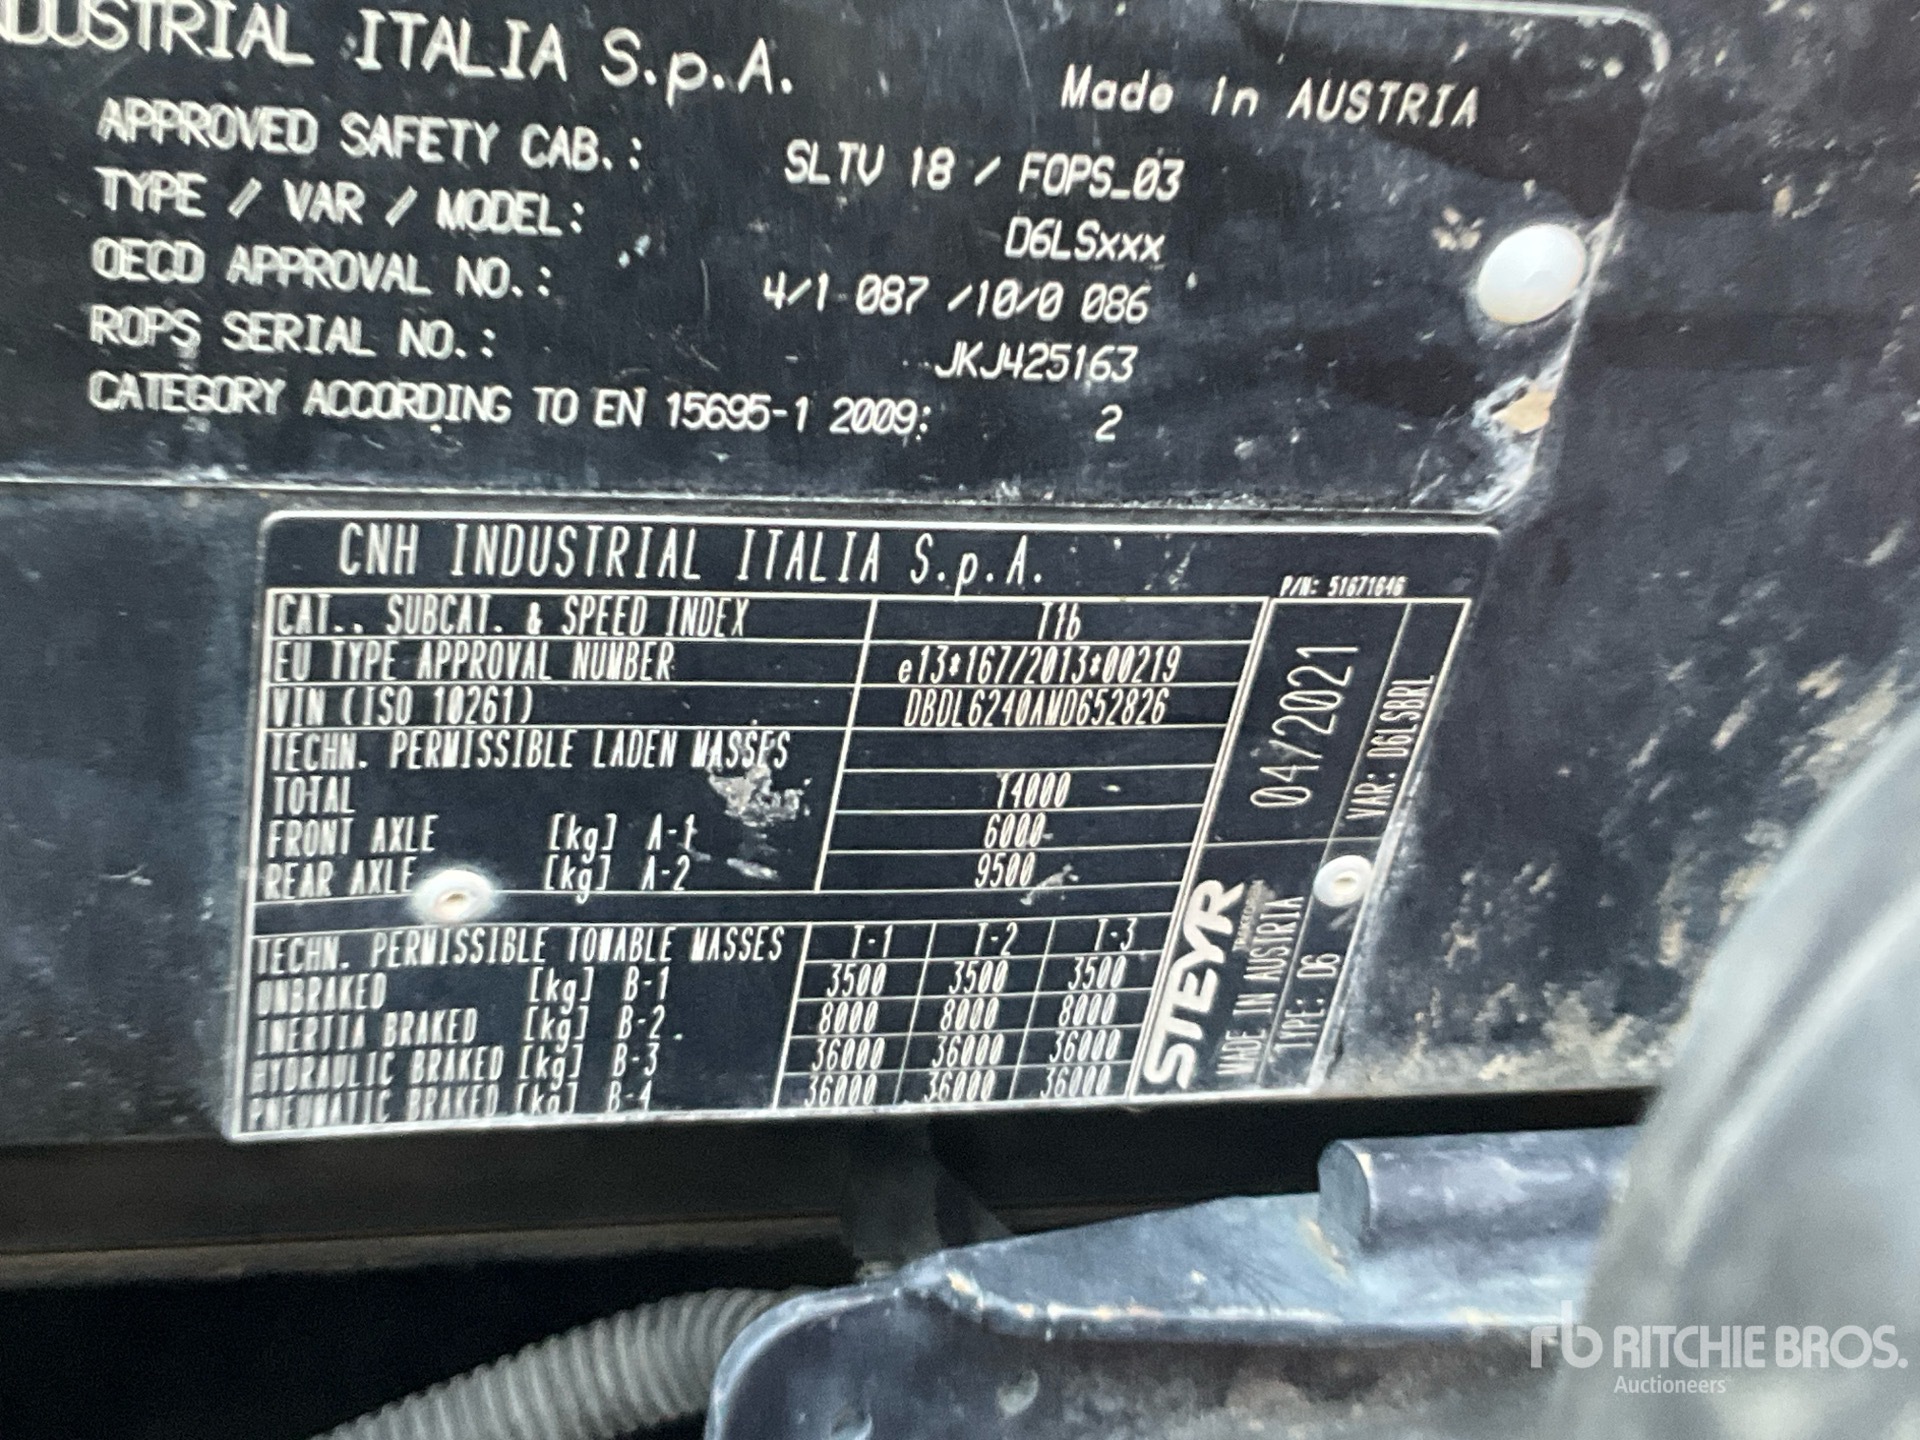 INDUSTRIAL ITALIA S.p.A.
Made in AUSTRIA
APPROVED SAFETY CAB.: SLTV 18 / FOPS_03
TYPE / VAR / MODEL: D6LSxxx
OECD APPROVAL NO.: 4/1 087 /10/0 086
ROPS SERIAL NO.: JKJ425163
CATEGORY ACCORDING TO EN 15695-1 2009: 2
CNH INDUSTRIAL ITALIA S.p.A.
P/N: 51671646
CAT., SUBCAT. & SPEED INDEX T1b
EU TYPE APPROVAL NUMBER e13*167/2013*00219
VIN (ISO 10261) DBDL6240AMD652826
TECHN. PERMISSIBLE LADEN MASSES
TOTAL 14000
FRONT AXLE [kg] A-1 6000
REAR AXLE [kg] A-2 9500
TECHN. PERMISSIBLE TOWABLE MASSES T-1 T-2 T-3
UNBRAKED [kg] B-1 3500 3500 3500
INERTIA BRAKED [kg] B-2 8000 8000 8000
HYDRAULIC BRAKED [kg] B-3 36000 36000 36000
PNEUMATIC BRAKED [kg] B-4 36000 36000 36000
STEYR
MADE IN AUSTRIA 04/2021
TYPE: D6 VAR: D6LSBRL
rb RITCHIE BROS.
Auctioneers